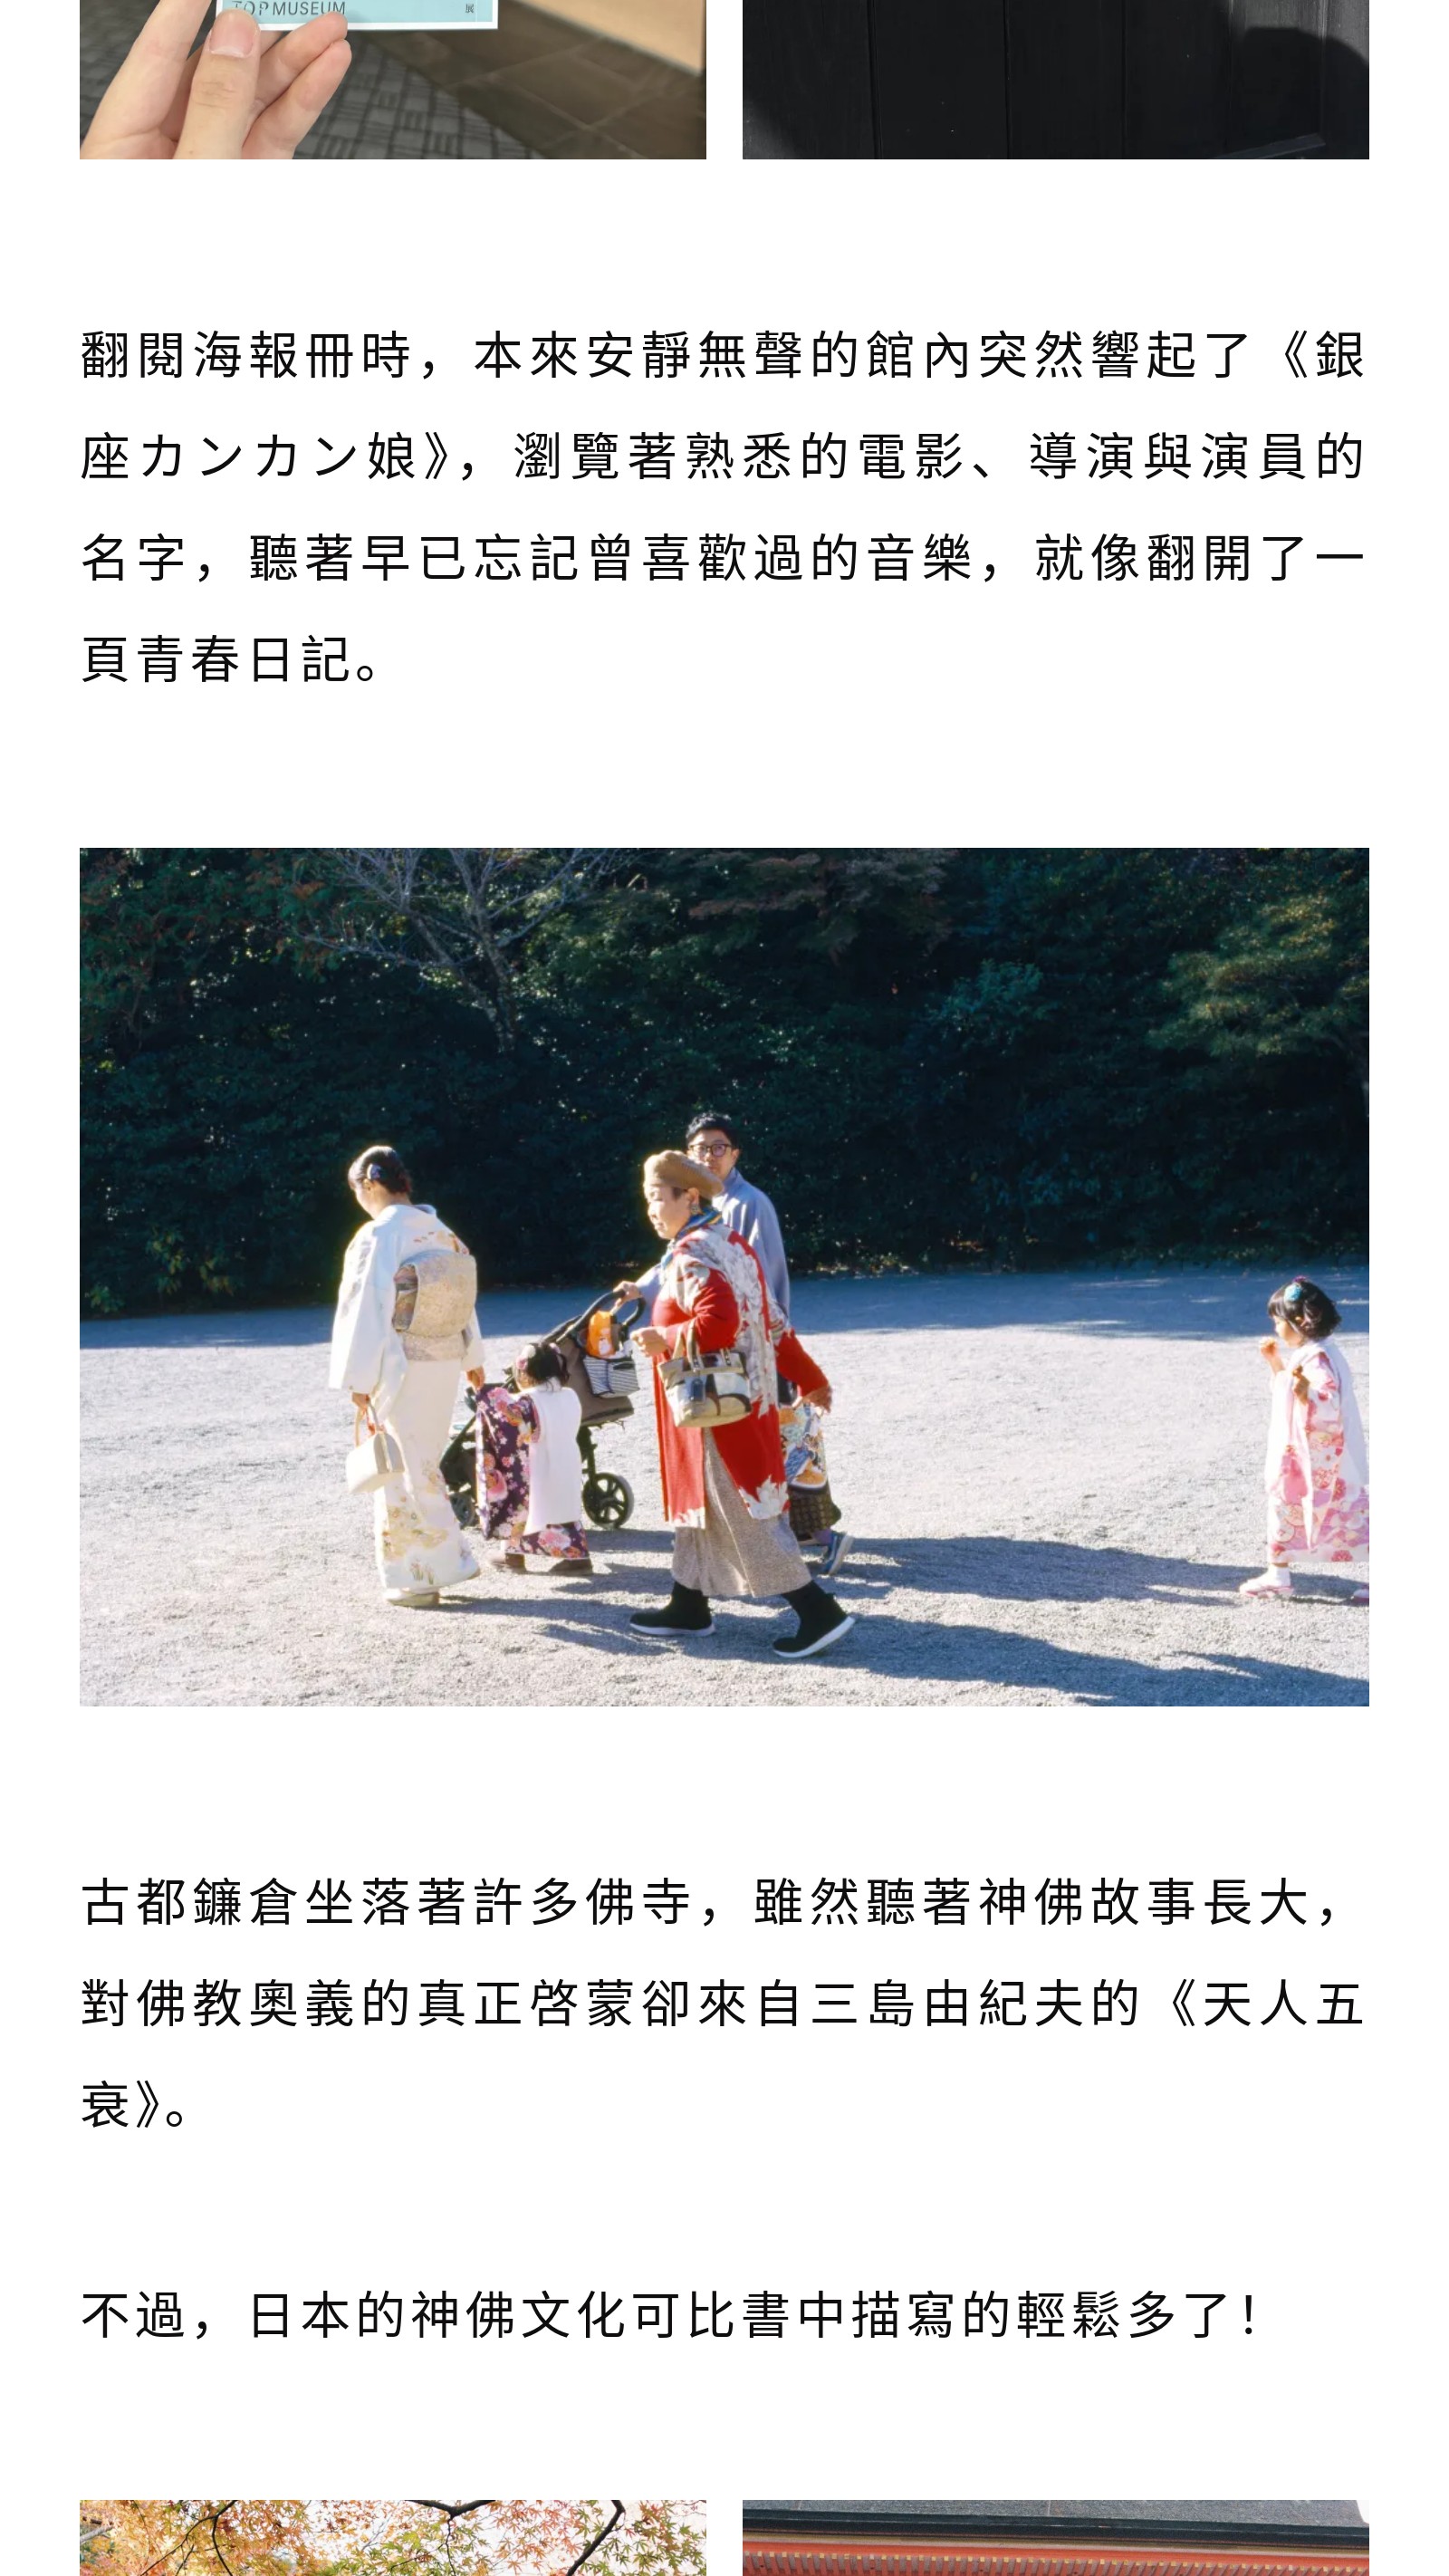 TOP MUSEUM
展
翻閱海報冊時，本來安靜無聲的館內突然響起了《銀
座カンカン娘》，瀏覽著熟悉的電影、導演與演員的
名字，聽著早已忘記曾喜歡過的音樂，就像翻開了一
頁青春日記。
古都鐮倉坐落著許多佛寺，雖然聽著神佛故事長大，
對佛教奧義的真正啓蒙卻來自三島由紀夫的《天人五
衰》。
不過，日本的神佛文化可比書中描寫的輕鬆多了！